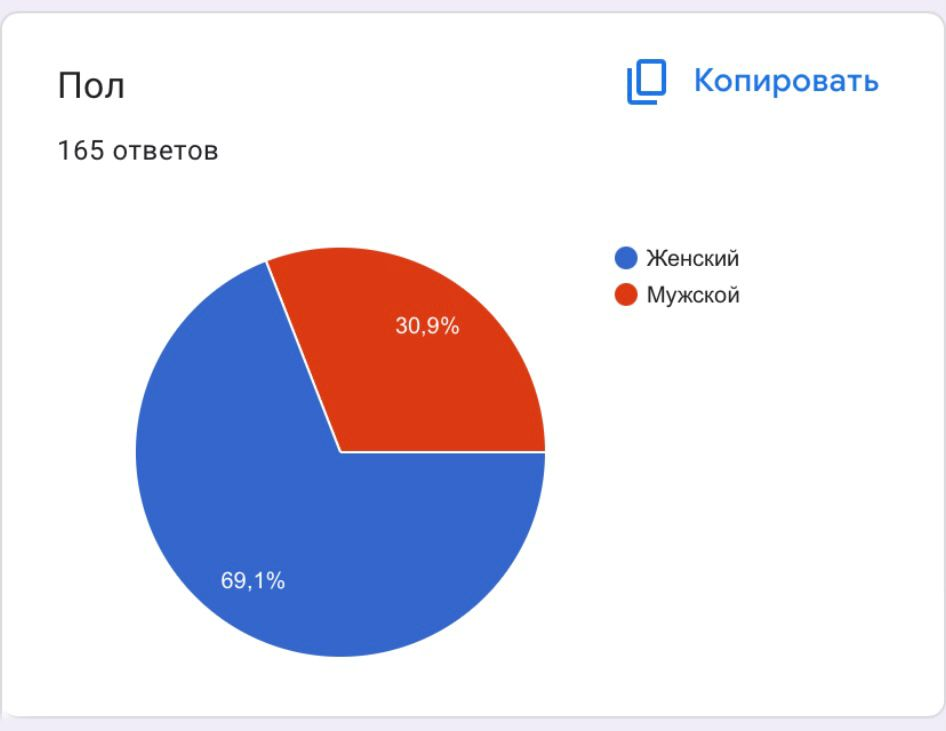 Пол
Копировать
165 ответов
Женский
Мужской
30,9%
69,1%